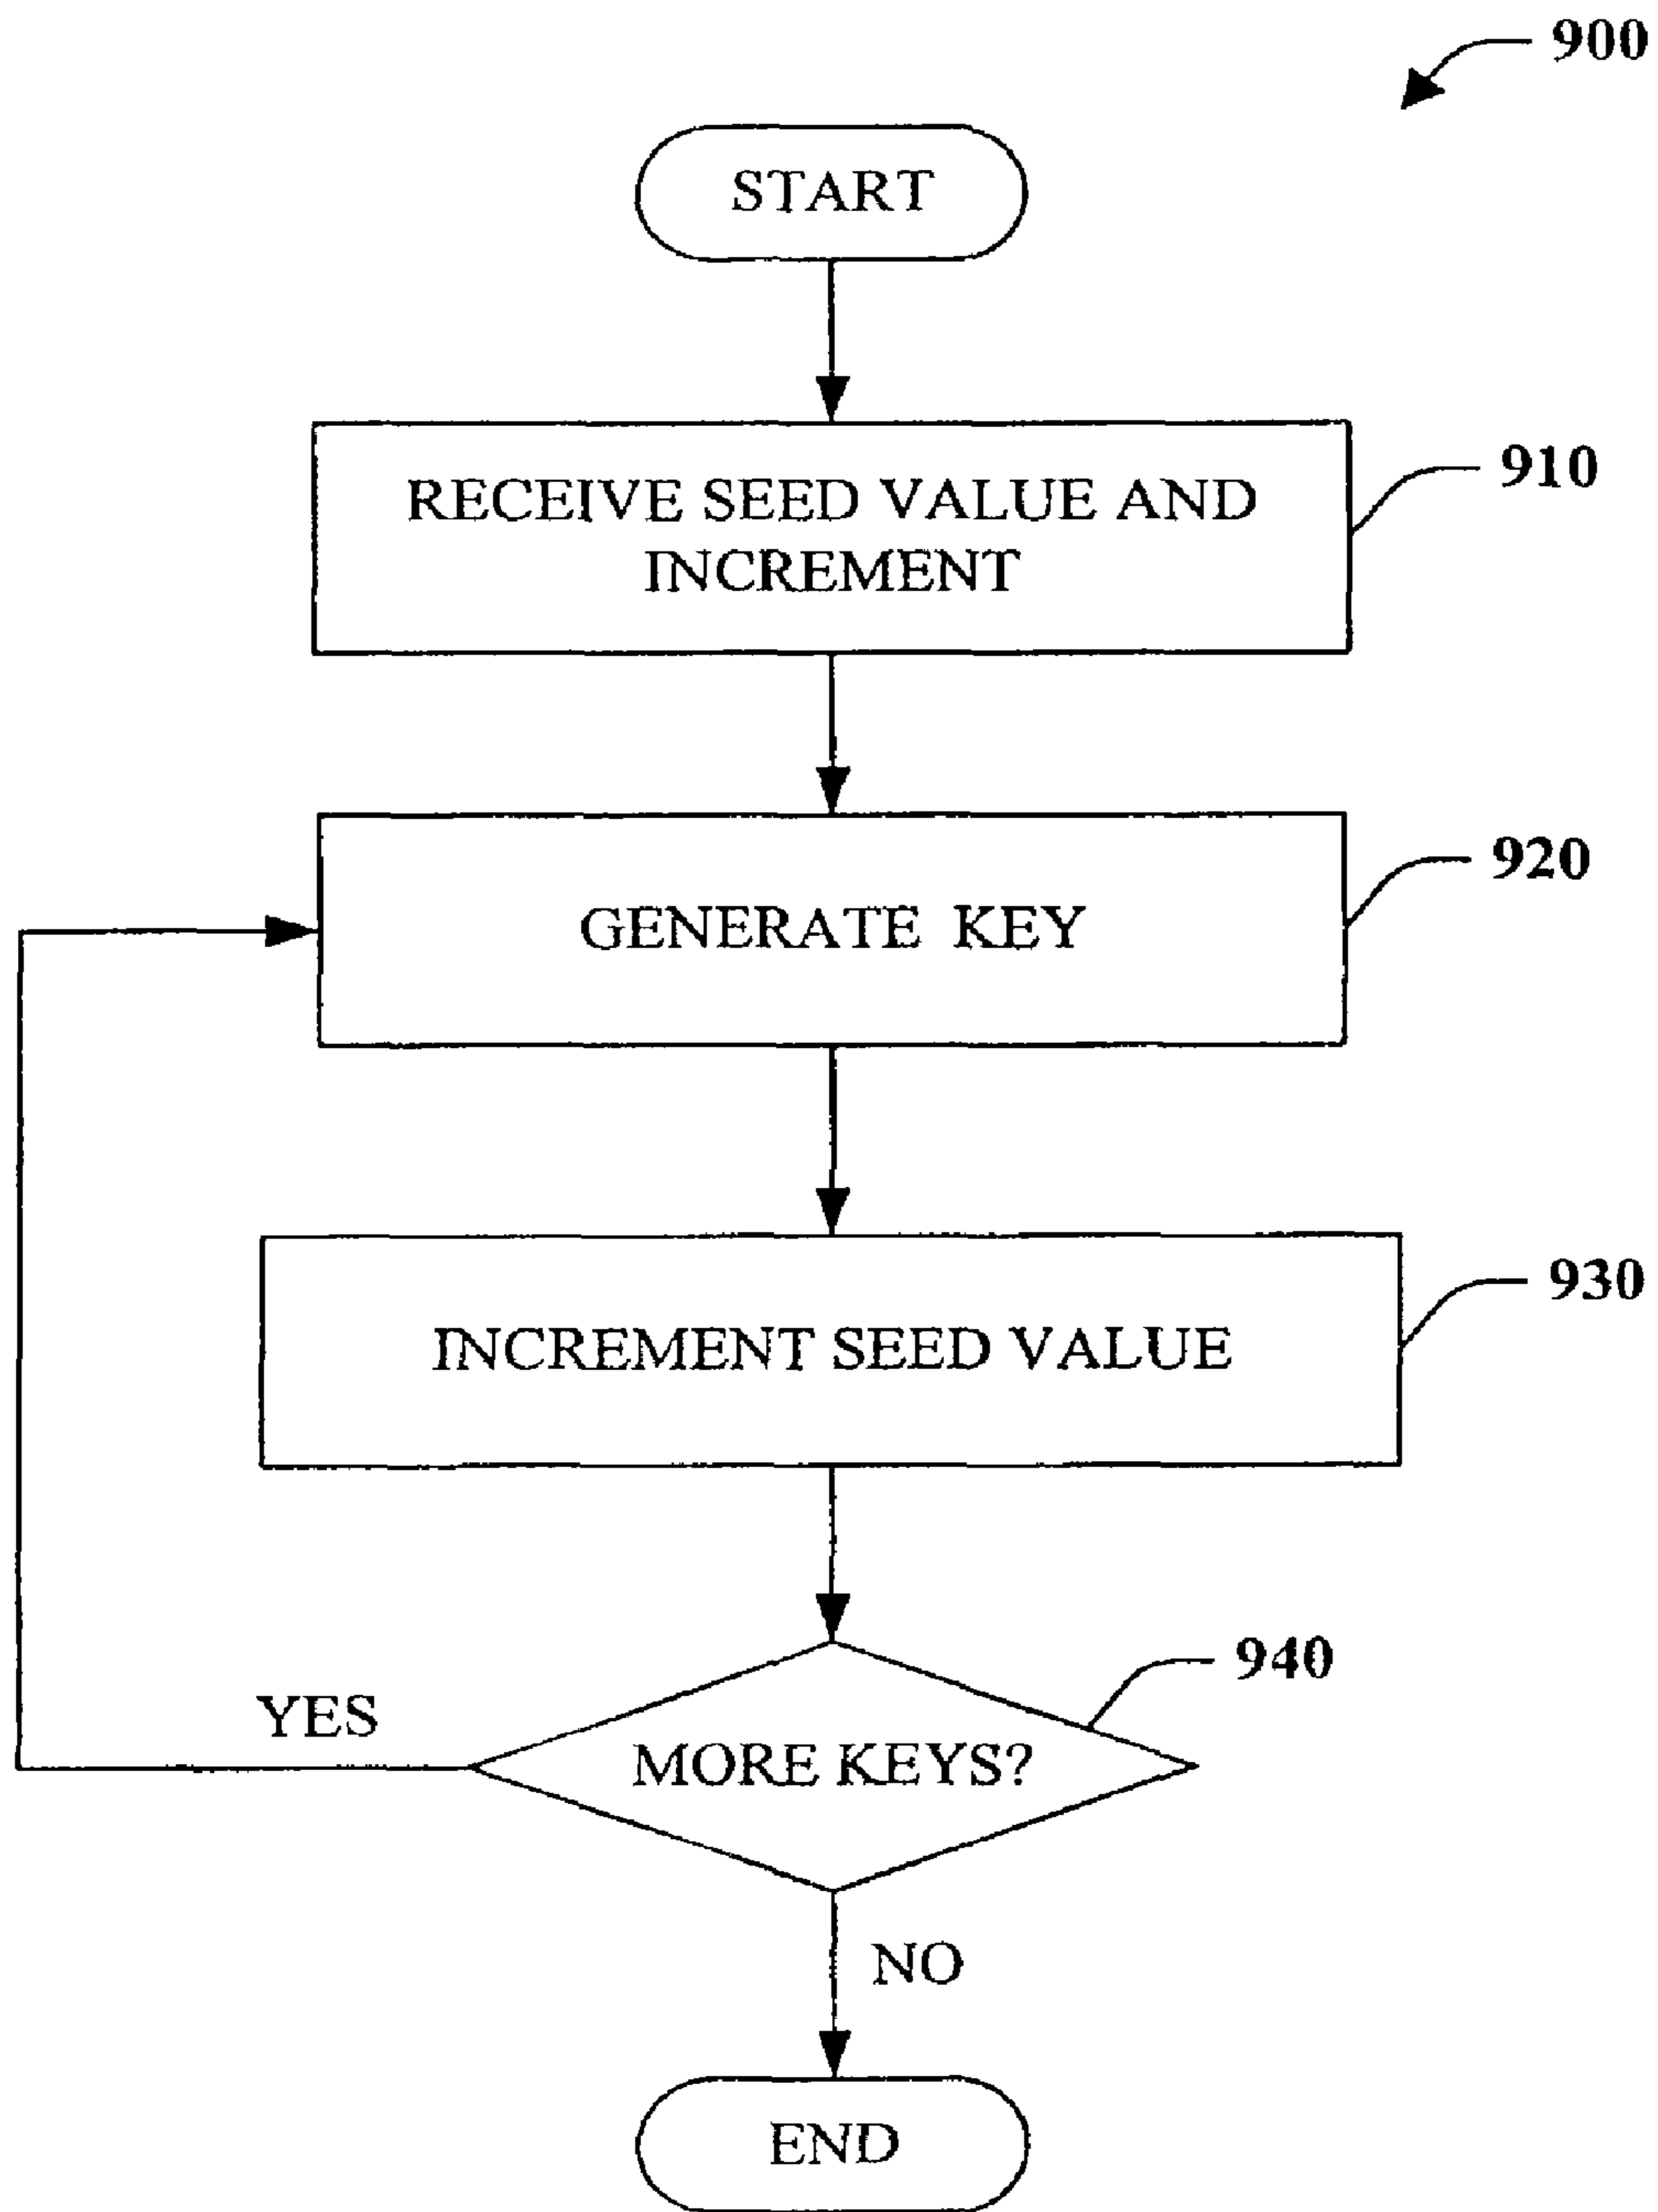 900
START
RECEIVE SEED VALUE AND
INCREMENT
910
GENERATE KEY
920
INCREMENT SEED VALUE
930
940
YES
MORE KEYS?
NO
END